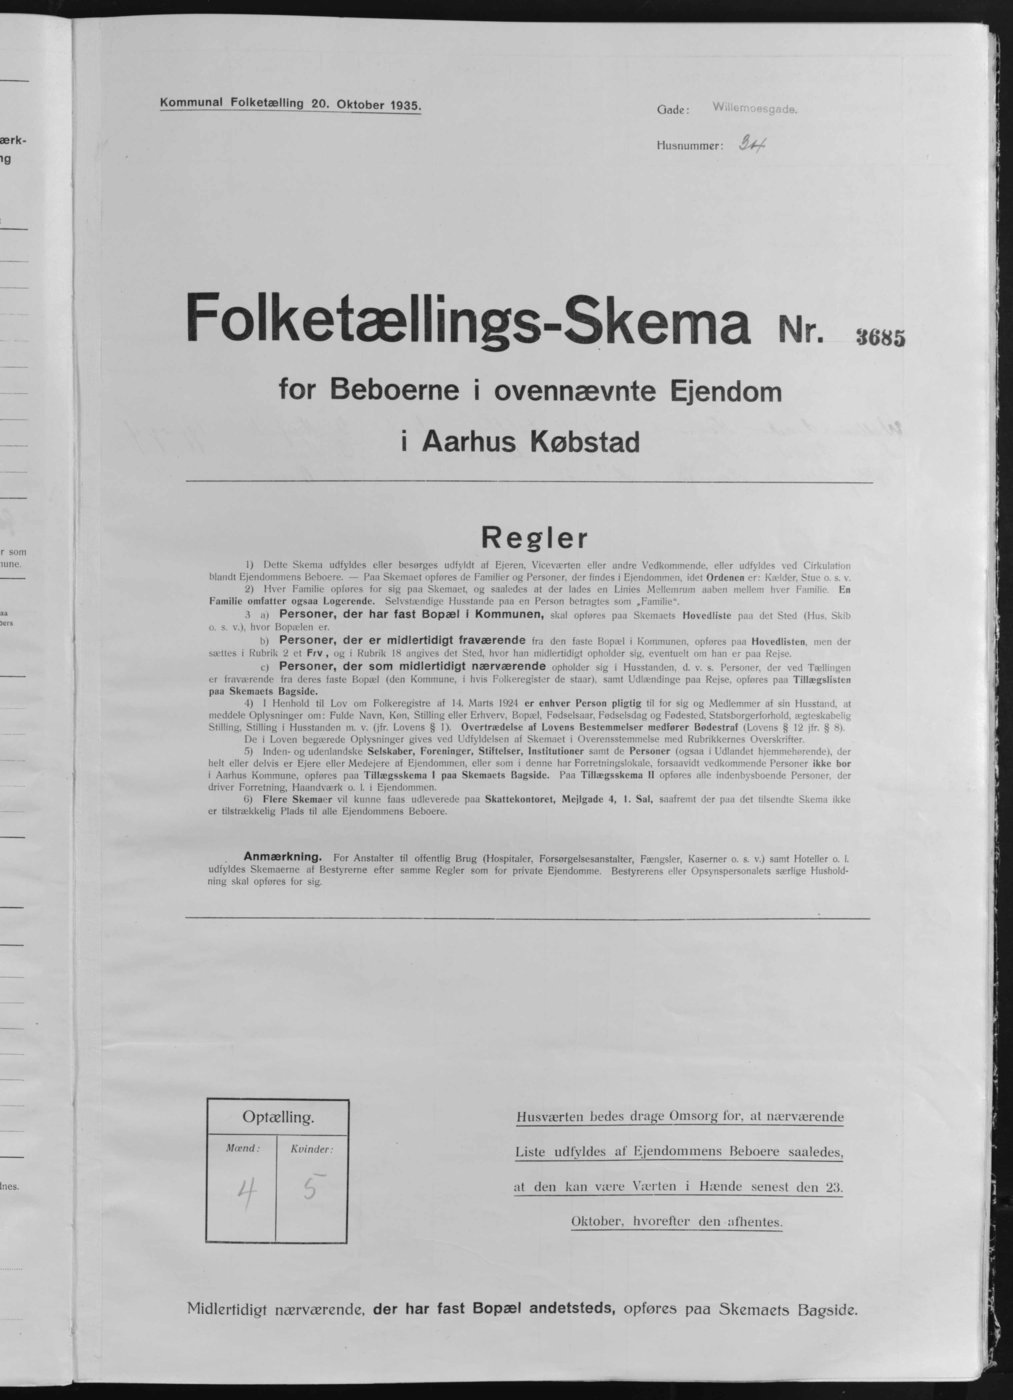 Kommunal Folketælling 20. Oktober 1935.
Gade: Willemoesgade.
Husnummer: 34
Folketællings-Skema Nr. 3685
for Beboerne i ovennævnte Ejendom
i Aarhus Købstad
Regler
1) Dette Skema udfyldes eller besørges udfyldt af Ejeren, Viceværten eller andre Vedkommende, eller udfyldes ved Cirkulation
blandt Ejendommens Beboere. — Paa Skemaet opføres de Familier og Personer, der findes i Ejendommen, idet Ordenen er: Kælder, Stue o. s. v.
2) Hver Familie opføres for sig paa Skemaet, og saaledes at der lades en Linies Mellemrum aaben mellem hver Familie. En
Familie omfatter ogsaa Logerende. Selvstændige Husstande paa en Person betragtes som „Familie“.
3 a) Personer, der har fast Bopæl i Kommunen, skal opføres paa Skemaets Hovedliste paa det Sted (Hus, Skib
o. s. v.), hvor Bopælen er.
b) Personer, der er midlertidigt fraværende fra den faste Bopæl i Kommunen, opføres paa Hovedlisten, men der
sættes i Rubrik 2 et Frv, og i Rubrik 18 angives det Sted, hvor han midlertidigt opholder sig, eventuelt om han er paa Rejse.
c) Personer, der som midlertidigt nærværende opholder sig i Husstanden, d. v. s. Personer, der ved Tællingen
er fraværende fra deres faste Bopæl (den Kommune, i hvis Folkeregister de staar), samt Udlændinge paa Rejse, opføres paa Tillægslisten
paa Skemaets Bagside.
4) I Henhold til Lov om Folkeregistre af 14. Marts 1924 er enhver Person pligtig til for sig og Medlemmer af sin Husstand, at
meddele Oplysninger om: Fulde Navn, Køn, Stilling eller Erhverv, Bopæl, Fødselsaar, Fødselsdag og Fødested, Statsborgerforhold, ægteskabelig
Stilling, Stilling i Husstanden m. v. (jfr. Lovens § 1). Overtrædelse af Lovens Bestemmelser medfører Bødestraf (Lovens § 12 jfr. § 8).
De i Loven begærede Oplysninger gives ved Udfyldelsen af Skemaet i Overensstemmelse med Rubrikkernes Overskrifter.
5) Inden- og udenlandske Selskaber, Foreninger, Stiftelser, Institutioner samt de Personer (ogsaa i Udlandet hjemmehørende), der
helt eller delvis er Ejere eller Medejere af Ejendommen, eller som i denne har Forretningslokale, forsaavidt vedkommende Personer ikke bor
i Aarhus Kommune, opføres paa Tillægsskema I paa Skemaets Bagside. Paa Tillægsskema II opføres alle indenbysboende Personer, der
driver Forretning, Haandværk o. l. i Ejendommen.
6) Flere Skemaer vil kunne faas udleverede paa Skattekontoret, Mejlgade 4, 1. Sal, saafremt der paa det tilsendte Skema ikke
er tilstrækkelig Plads til alle Ejendommens Beboere.
Anmærkning. For Anstalter til offentlig Brug (Hospitaler, Forsørgelsesanstalter, Fængsler, Kaserner o. s. v.) samt Hoteller o. l.
udfyldes Skemaerne af Bestyrerne efter samme Regler som for private Ejendomme. Bestyrerens eller Opsynspersonalets særlige Hushold-
ning skal opføres for sig.
Optælling.
Mænd: Kvinder:
4 5
Husværten bedes drage Omsorg for, at nærværende
Liste udfyldes af Ejendommens Beboere saaledes,
at den kan være Værten i Hænde senest den 23.
Oktober, hvorefter den afhentes.
Midlertidigt nærværende, der har fast Bopæl andetsteds, opføres paa Skemaets Bagside.